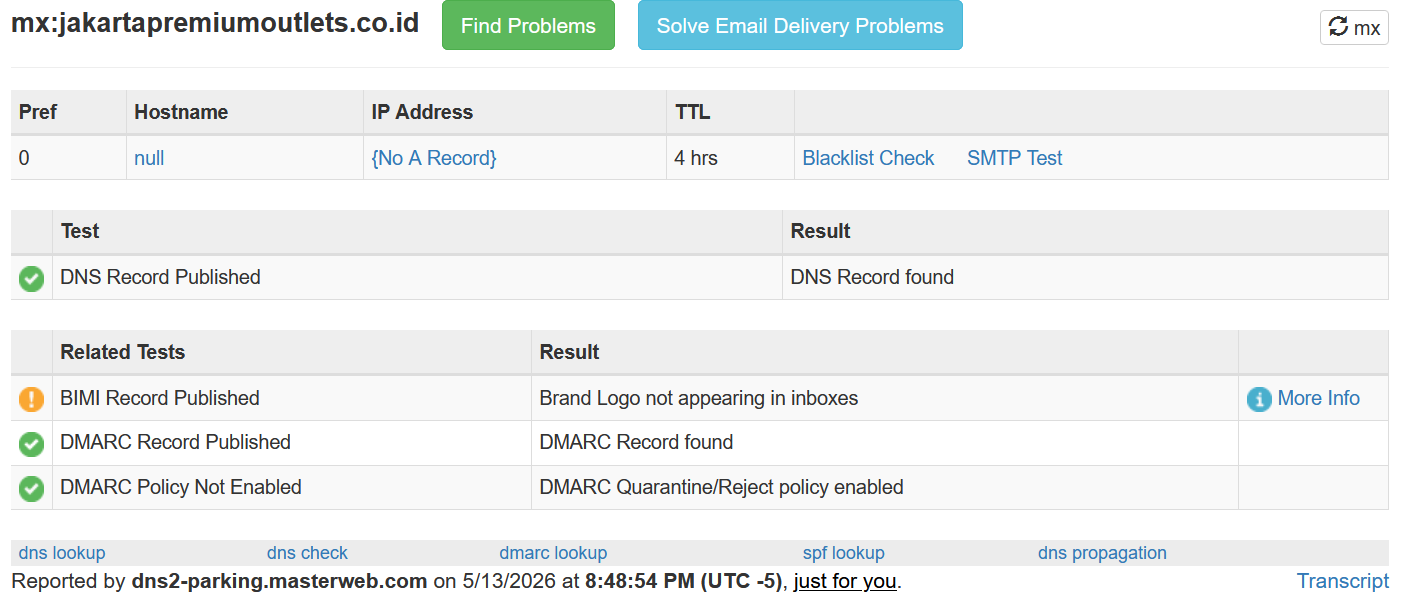 mx:jakartapremiumoutlets.co.id Find Problems Solve Email Delivery Problems mx
Pref Hostname IP Address TTL
0 null {No A Record} 4 hrs Blacklist Check SMTP Test
Test Result
DNS Record Published DNS Record found
Related Tests Result
BIMI Record Published Brand Logo not appearing in inboxes More Info
DMARC Record Published DMARC Record found
DMARC Policy Not Enabled DMARC Quarantine/Reject policy enabled
dns lookup dns check dmarc lookup spf lookup dns propagation
Reported by dns2-parking.masterweb.com on 5/13/2026 at 8:48:54 PM (UTC -5), just for you. Transcript